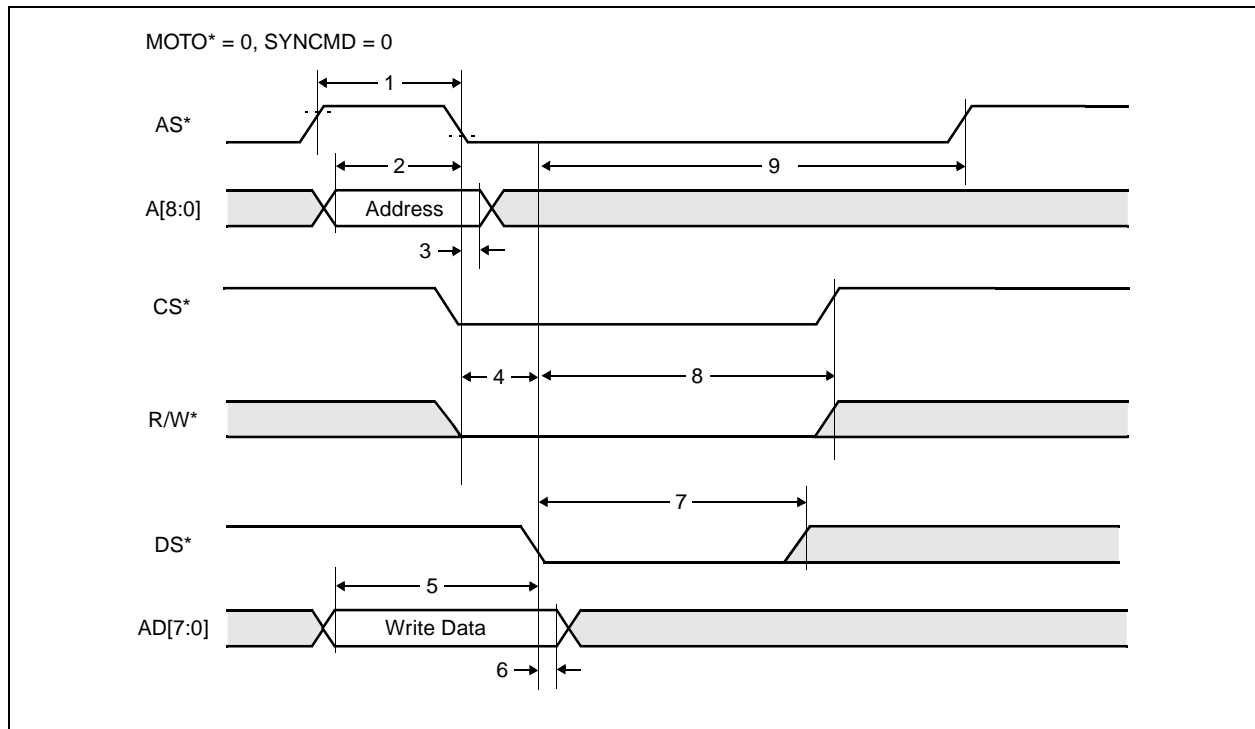 MOTO* = 0, SYNCMD = 0
1
AS*
2
9
A[8:0]
Address
3
CS*
4
8
R/W*
7
DS*
5
AD[7:0]
Write Data
6